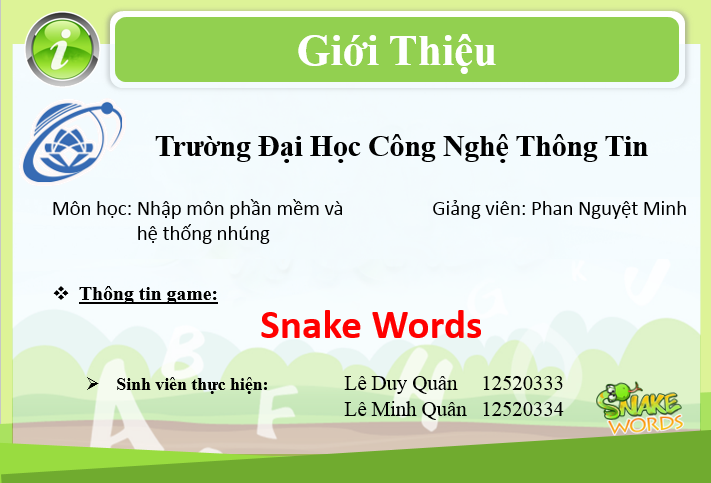 i
Giới Thiệu
Trường Đại Học Công Nghệ Thông Tin
Môn học: Nhập môn phần mềm và
hệ thống nhúng
Giảng viên: Phan Nguyệt Minh
❖ Thông tin game:
Snake Words
➢ Sinh viên thực hiện:
Lê Duy Quân 12520333
Lê Minh Quân 12520334
SNAKE
WORDS
A
B
F
U